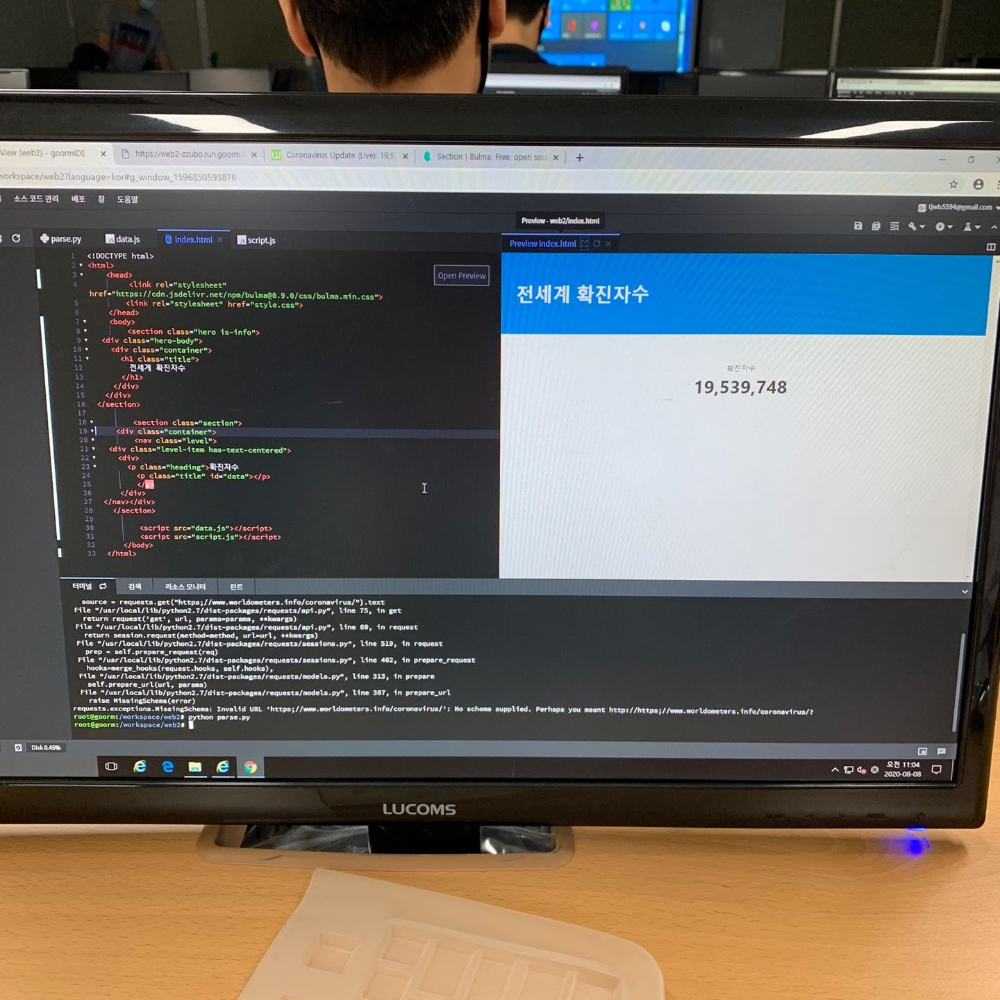 View (web2) - goormIDE
https://web2-zzubo.run.goorm.
Coronavirus Update (Live): 19,5
Section | Bulma: Free, open sou
workspace/web2?language=kor#g_window_1596850593876
소스 코드 관리 배포 창 도움말
tjwls5594@gmail.com
Preview - web2/index.html
parse.py data.js index.html script.js
Preview index.html
Open Preview
1 <!DOCTYPE html>
2 <html>
3 <head>
4 <link rel="stylesheet"
href="https://cdn.jsdelivr.net/npm/bulma@0.9.0/css/bulma.min.css">
5 <link rel="stylesheet" href="style.css">
6 </head>
7 <body>
8 <section class="hero is-info">
9 <div class="hero-body">
10 <div class="container">
11 <h1 class="title">
12 전세계 확진자수
13 </h1>
14 </div>
15 </div>
16 </section>
17
18 <section class="section">
19 <div class="container">
20 <nav class="level">
21 <div class="level-item has-text-centered">
22 <div>
23 <p class="heading">확진자수
24 <p class="title" id="data"></p>
25 </p>
26 </div>
27 </nav></div>
28 </section>
29
30 <script src="data.js"></script>
31 <script src="script.js"></script>
32 </body>
33 </html>
전세계 확진자수
확진자수
19,539,748
터미널 검색 리소스 모니터 린트
source = requests.get("https;//www.worldometers.info/coronavirus/").text
File "/usr/local/lib/python2.7/dist-packages/requests/api.py", line 75, in get
return request('get', url, params=params, **kwargs)
File "/usr/local/lib/python2.7/dist-packages/requests/api.py", line 60, in request
return session.request(method=method, url=url, **kwargs)
File "/usr/local/lib/python2.7/dist-packages/requests/sessions.py", line 519, in request
prep = self.prepare_request(req)
File "/usr/local/lib/python2.7/dist-packages/requests/sessions.py", line 462, in prepare_request
hooks=merge_hooks(request.hooks, self.hooks),
File "/usr/local/lib/python2.7/dist-packages/requests/models.py", line 313, in prepare
self.prepare_url(url, params)
File "/usr/local/lib/python2.7/dist-packages/requests/models.py", line 387, in prepare_url
raise MissingSchema(error)
requests.exceptions.MissingSchema: Invalid URL 'https;//www.worldometers.info/coronavirus/': No schema supplied. Perhaps you meant http://https;//www.worldometers.info/coronavirus/?
root@goorm:/workspace/web2# python parse.py
root@goorm:/workspace/web2#
Disk 0.45%
오전 11:04
2020-08-08
LUCOMS